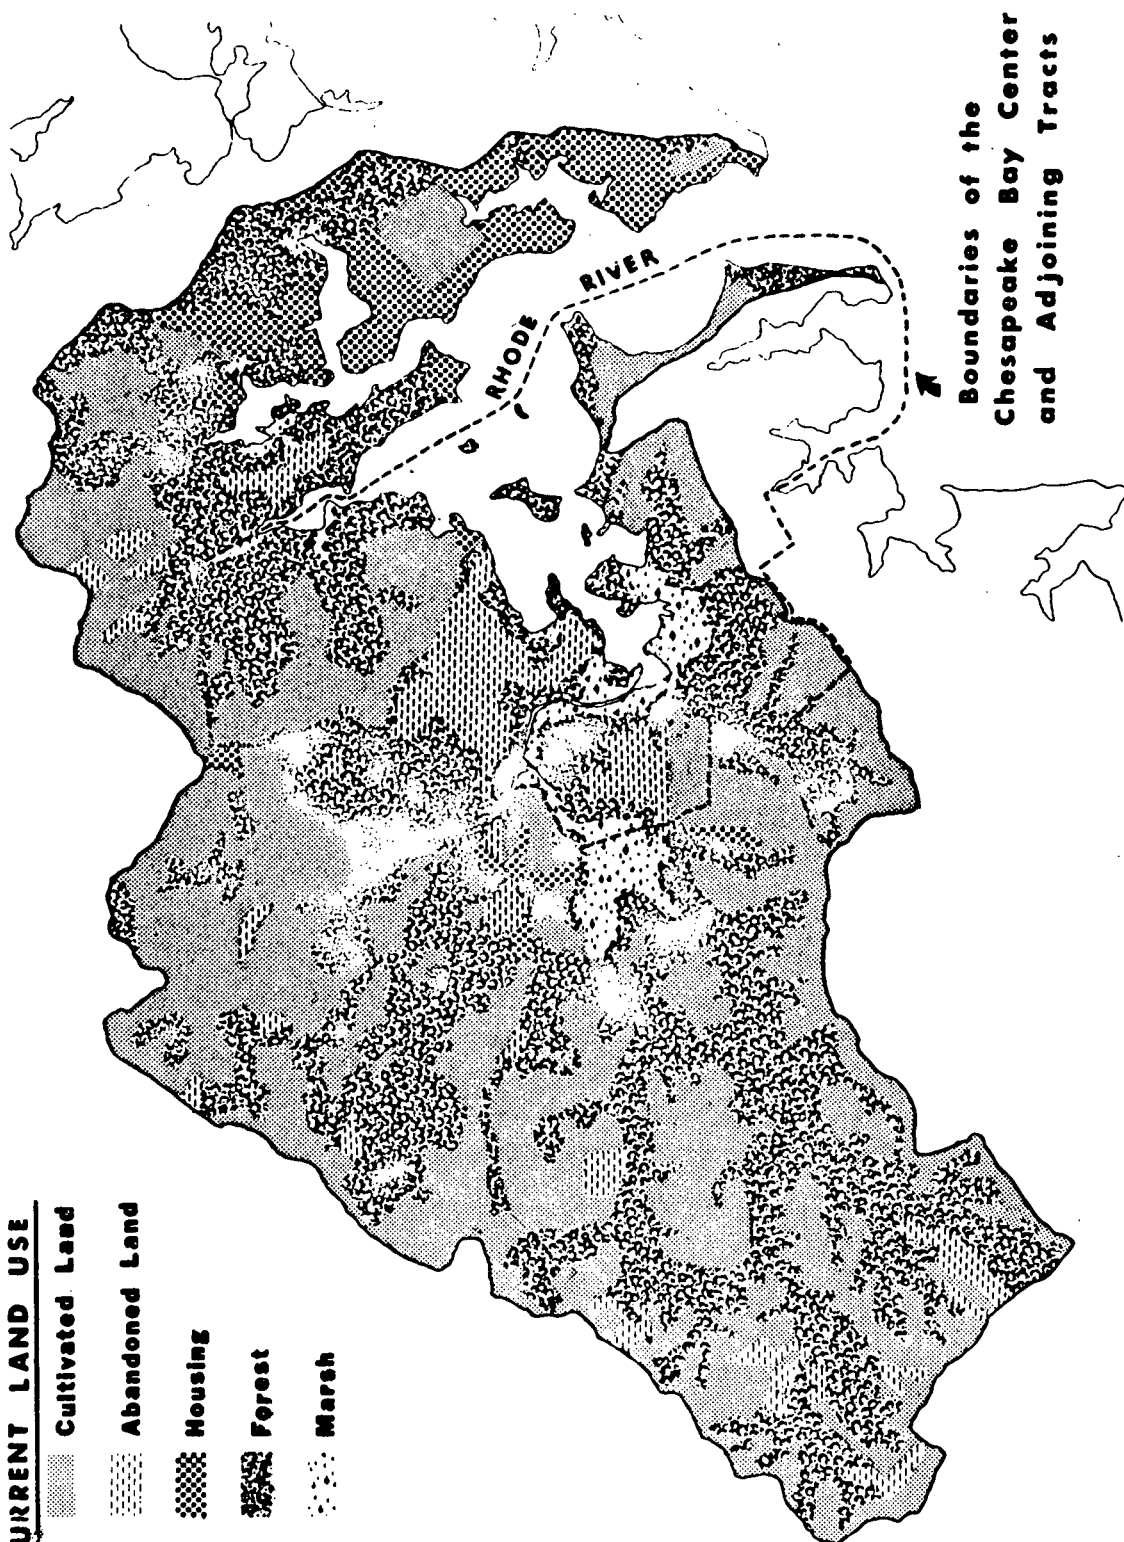 URRENT LAND USE
Cultivated Land
Abandoned Land
Housing
Forest
Marsh
RHODE RIVER
Boundaries of the
Chesapeake Bay Center
and Adjoining Tracts